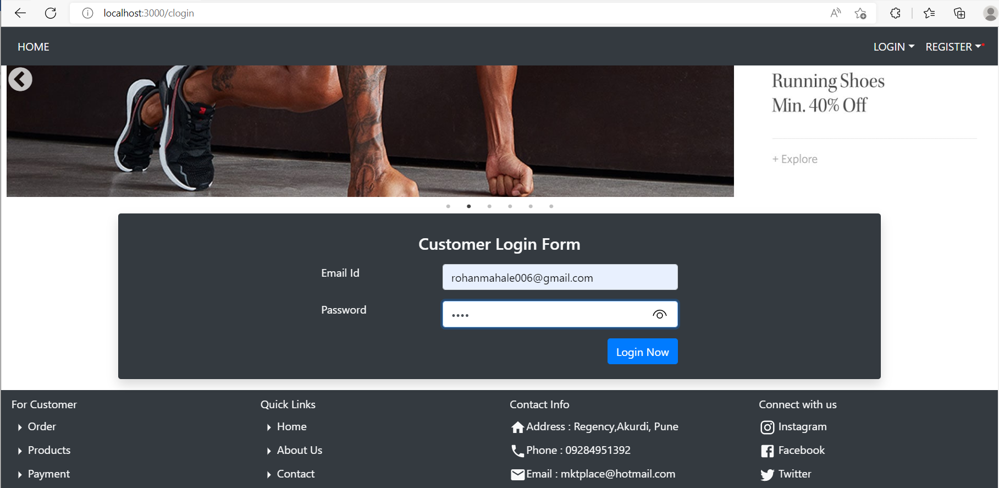 localhost:3000/clogin
HOME
LOGIN
REGISTER
Running Shoes
Min. 40% Off
+ Explore
Customer Login Form
Email Id
rohanmahale006@gmail.com
Password
••••
Login Now
For Customer
Order
Products
Payment
Quick Links
Home
About Us
Contact
Contact Info
Address : Regency,Akurdi, Pune
Phone : 09284951392
Email : mktplace@hotmail.com
Connect with us
Instagram
Facebook
Twitter